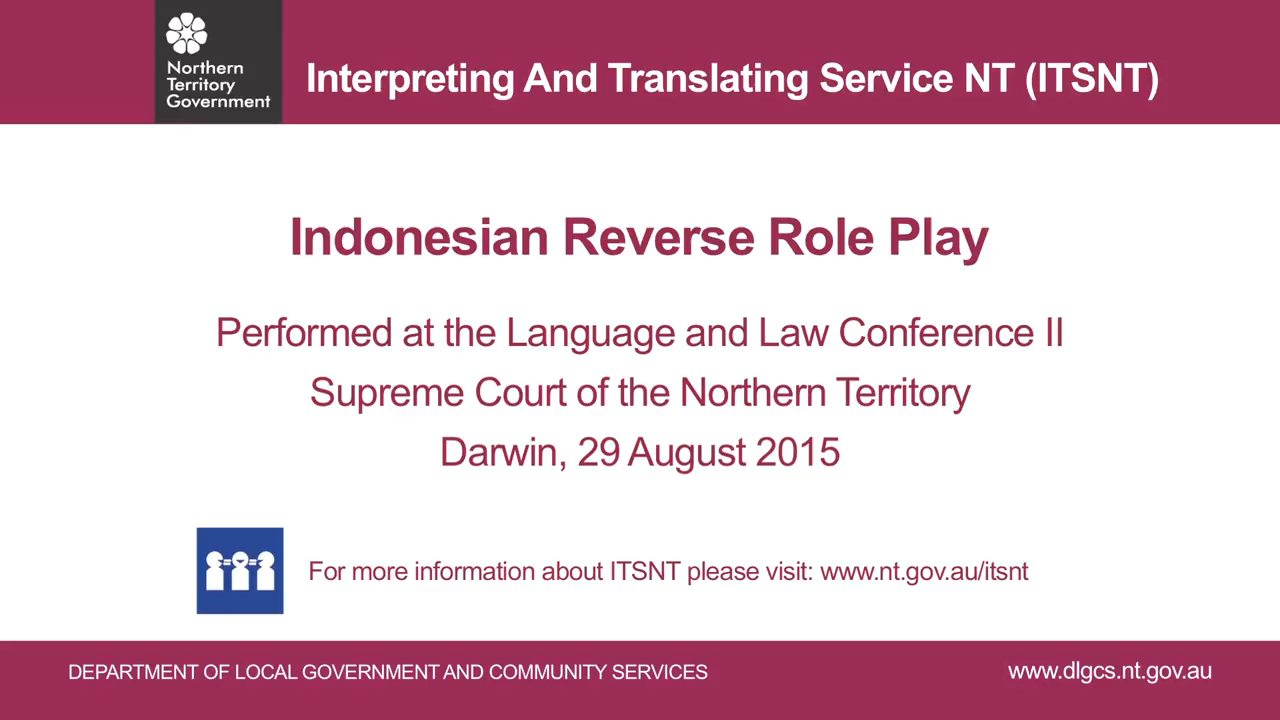 Northern
Territory
Government
Interpreting And Translating Service NT (ITSNT)
Indonesian Reverse Role Play
Performed at the Language and Law Conference II
Supreme Court of the Northern Territory
Darwin, 29 August 2015
For more information about ITSNT please visit: www.nt.gov.au/itsnt
DEPARTMENT OF LOCAL GOVERNMENT AND COMMUNITY SERVICES
www.dlgcs.nt.gov.au